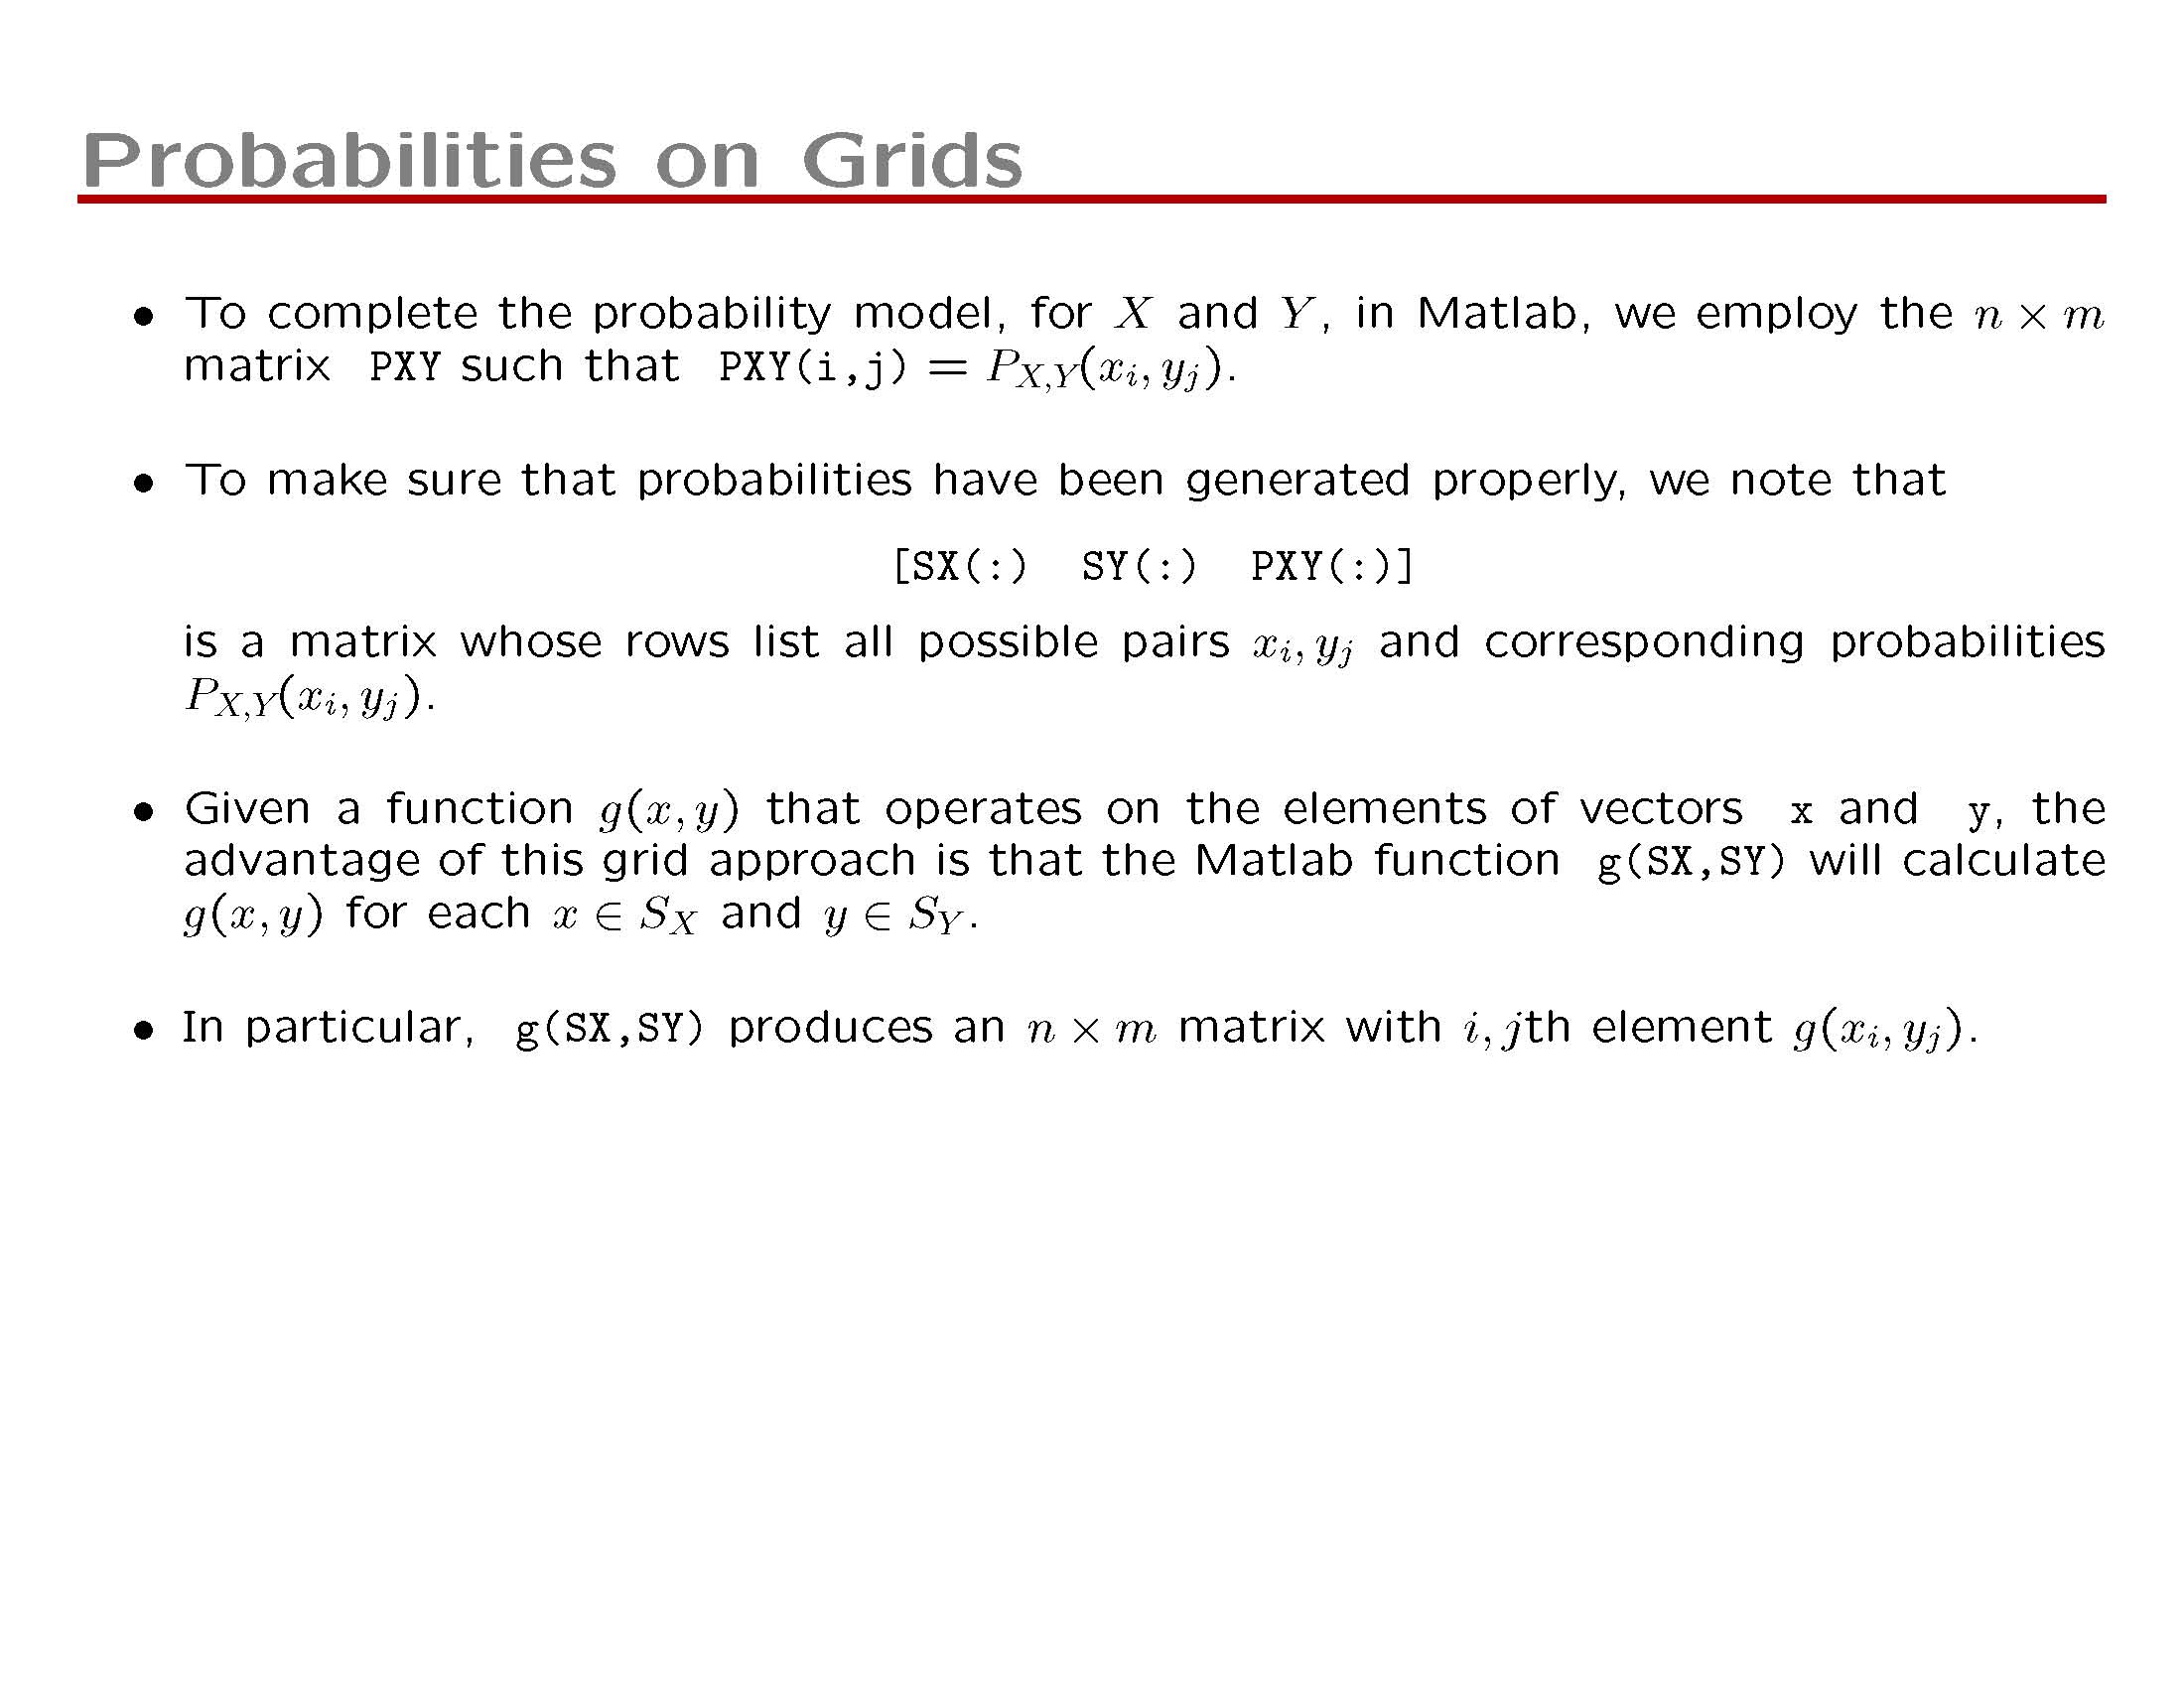 Probabilities on Grids
• To complete the probability model, for X and Y, in Matlab, we employ the n × m
matrix PXY such that PXY(i,j) = P_{X,Y}(x_i, y_j).
• To make sure that probabilities have been generated properly, we note that
[SX(:) SY(:) PXY(:)]
is a matrix whose rows list all possible pairs x_i, y_j and corresponding probabilities
P_{X,Y}(x_i, y_j).
• Given a function g(x, y) that operates on the elements of vectors x and y, the
advantage of this grid approach is that the Matlab function g(SX,SY) will calculate
g(x, y) for each x ∈ S_X and y ∈ S_Y.
• In particular, g(SX,SY) produces an n × m matrix with i, jth element g(x_i, y_j).